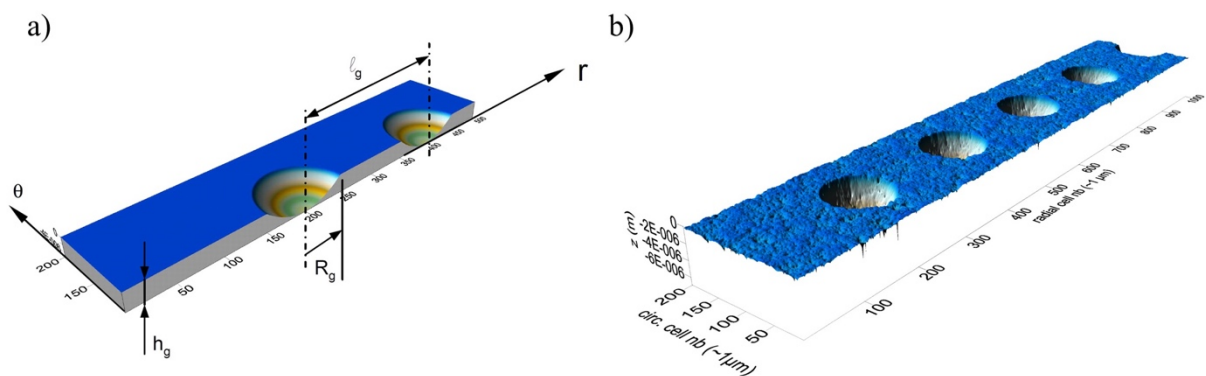 a)
ℓg
r
θ
200
150
50
100
150
200
250
300
350
400
450
500
Rg
hg
b)
0
-2E-006
-4E-006
-6E-006
z (m)
200
150
100
50
circ. cell nb (~1μm)
100
200
300
400
500
600
700
800
900
1000
radial cell nb (~1 μm)